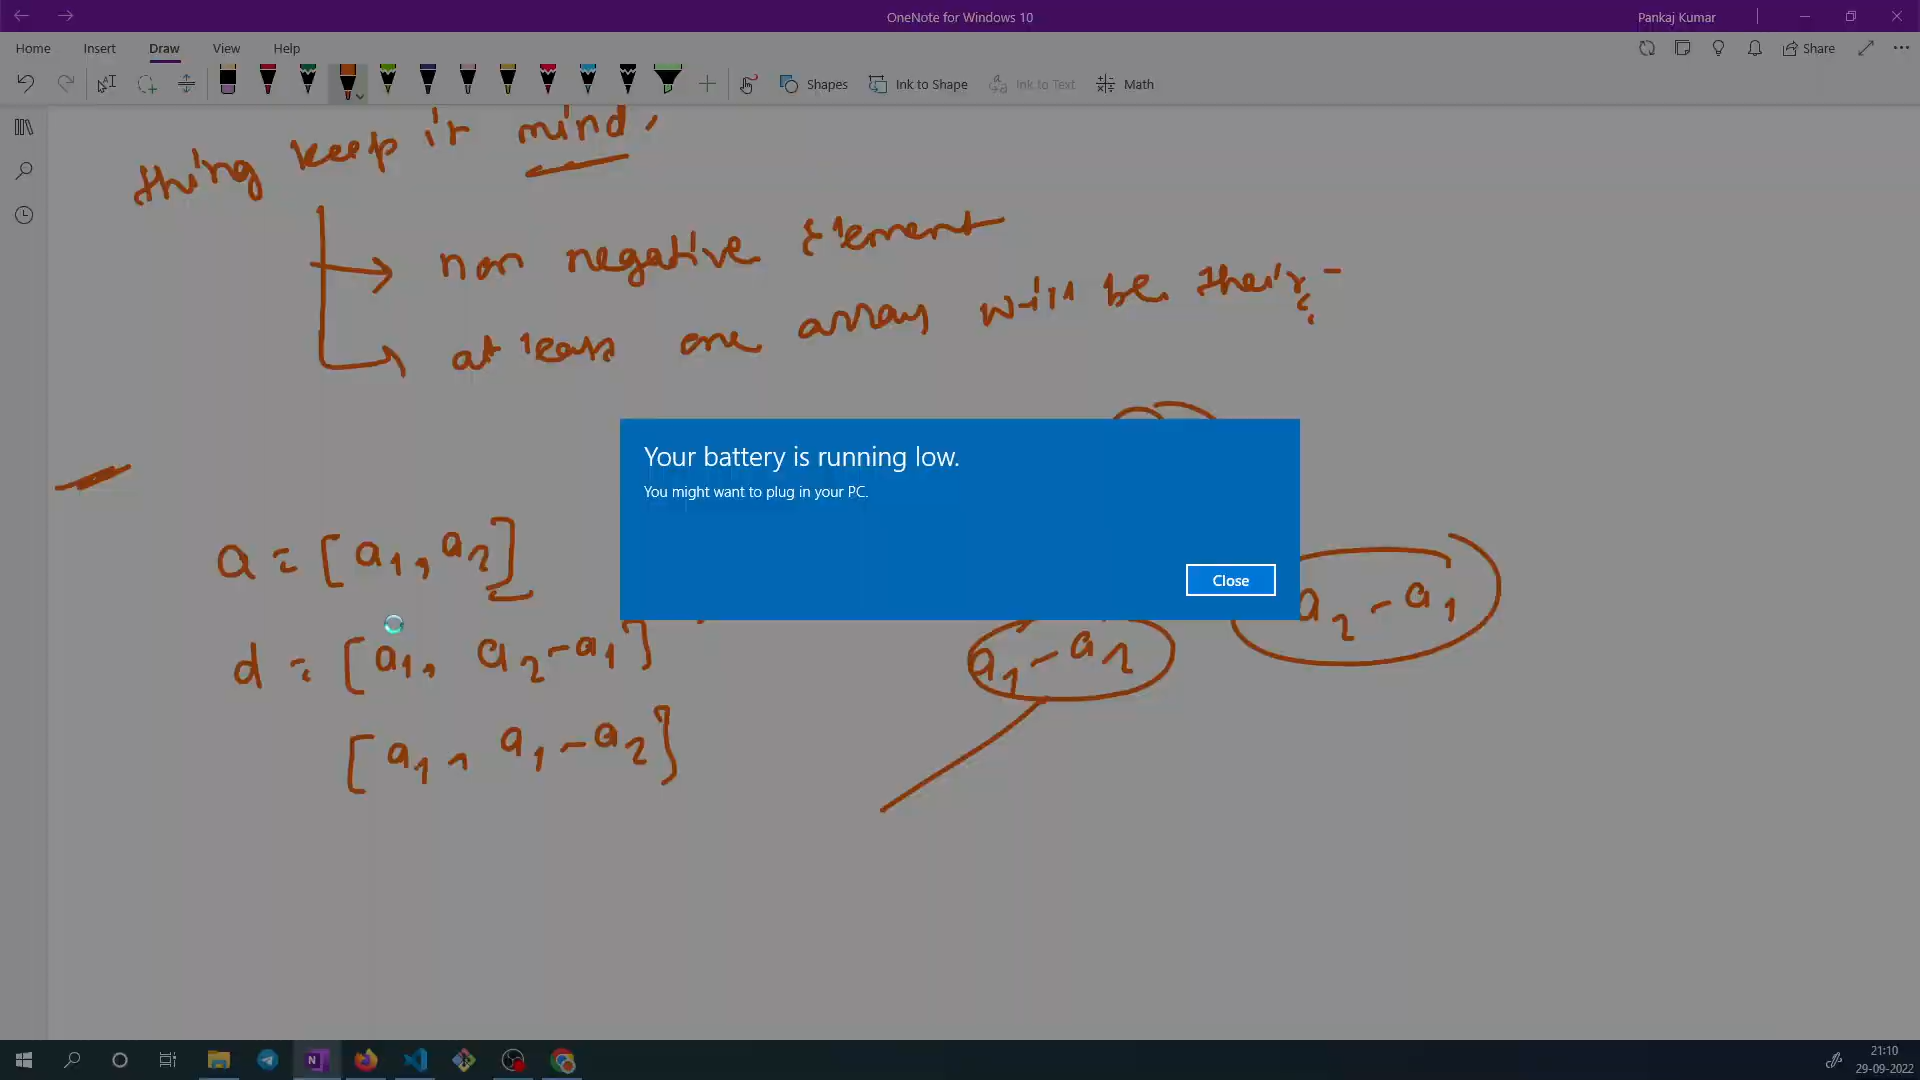 OneNote for Windows 10
Pankaj Kumar
Home Insert Draw View Help
Share
Shapes Ink to Shape Ink to Text Math
thing keep it mind,
non negative Element
at leass one array will be their
Your battery is running low.
You might want to plug in your PC.
Close
a = [a1, a2]
a2 - a1
d = [a1, a2-a1]
a1 - a2
[a1, a1-a2]
21:10
29-09-2022